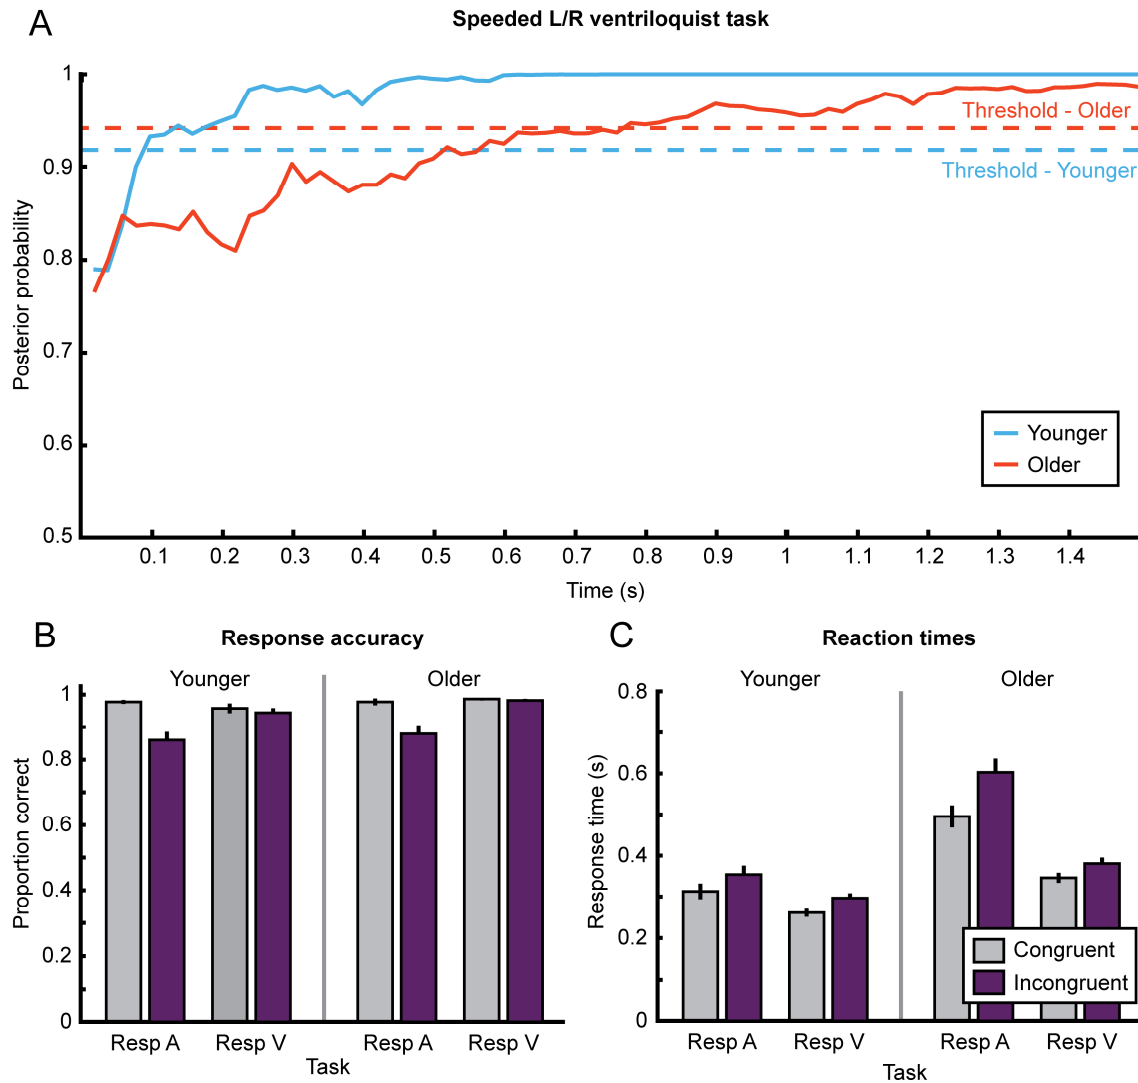 A
Speeded L/R ventriloquist task
Posterior probability
1
0.9
0.8
0.7
0.6
0.5
Threshold - Older
Threshold - Younger
Younger
Older
0.1 0.2 0.3 0.4 0.5 0.6 0.7 0.8 0.9 1 1.1 1.2 1.3 1.4
Time (s)
B
Response accuracy
Younger Older
Proportion correct
1
0.8
0.6
0.4
0.2
0
Resp A Resp V Resp A Resp V
Task
C
Reaction times
Younger Older
Response time (s)
0.8
0.6
0.4
0.2
0
Congruent
Incongruent
Resp A Resp V Resp A Resp V
Task